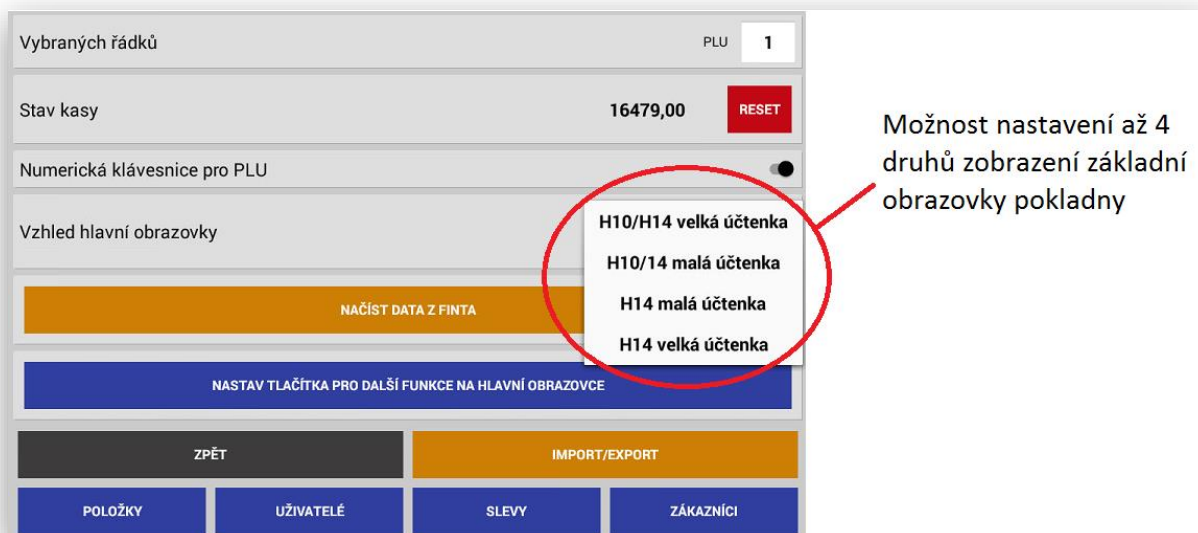 Vybraných řádků PLU 1
Stav kasy 16479,00 RESET
Numerická klávesnice pro PLU
Vzhled hlavní obrazovky
H10/H14 velká účtenka
H10/14 malá účtenka
H14 malá účtenka
H14 velká účtenka
NAČÍST DATA Z FINTA
NASTAV TLAČÍTKA PRO DALŠÍ FUNKCE NA HLAVNÍ OBRAZOVCE
ZPĚT IMPORT/EXPORT
POLOŽKY UŽIVATELÉ SLEVY ZÁKAZNÍCI
Možnost nastavení až 4
druhů zobrazení základní
obrazovky pokladny